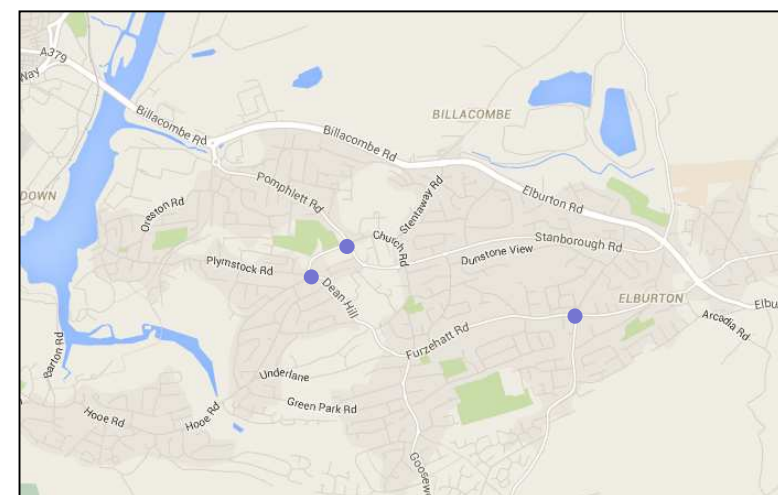 A379
Way
Billacombe Rd
BILLACOMBE
Billacombe Rd
Pomphlett Rd
Stentaway Rd
Elburton Rd
DOWN
Oreston Rd
Church Rd
Stanborough Rd
Dunstone View
Plymstock Rd
Dean Hill
ELBURTON
Elbu
Arcadia Rd
Furzehatt Rd
Barton Rd
Underlane
Green Park Rd
Hooe Rd
Hooe Rd
Goosew